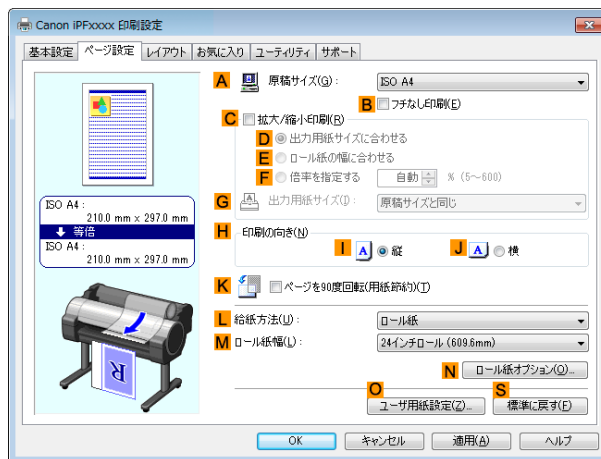 Canon iPFxxxx 印刷設定
基本設定 ページ設定 レイアウト お気に入り ユーティリティ サポート
A 原稿サイズ(G): ISO A4
B フチなし印刷(E)
C 拡大/縮小印刷(R)
D 出力用紙サイズに合わせる
E ロール紙の幅に合わせる
F 倍率を指定する 自動 % (5～600)
G 出力用紙サイズ(I): 原稿サイズと同じ
ISO A4 :
210.0 mm x 297.0 mm
等倍
ISO A4 :
210.0 mm x 297.0 mm
H 印刷の向き(N)
I A 縦 J A 横
K ページを90度回転(用紙節約)(T)
L 給紙方法(U): ロール紙
M ロール紙幅(L): 24インチロール (609.6mm)
N ロール紙オプション(O)...
O ユーザ用紙設定(Z)... S 標準に戻す(F)
R
OK キャンセル 適用(A) ヘルプ